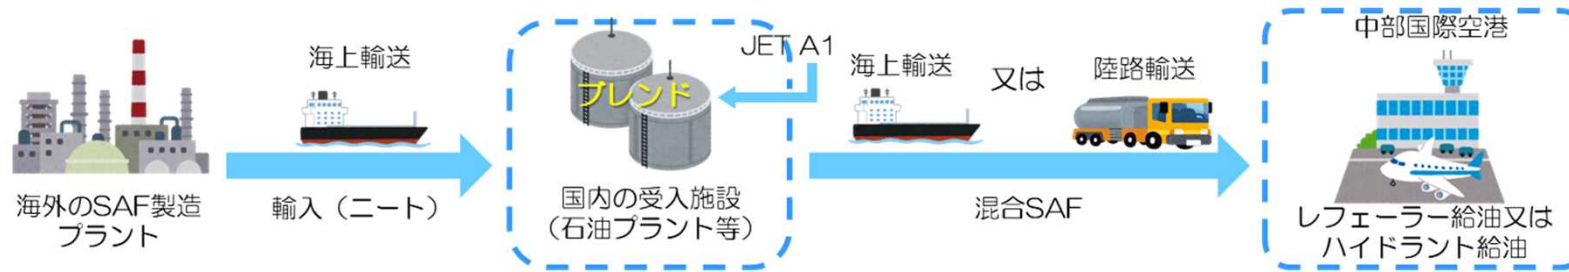 海外のSAF製造
プラント
海上輸送
輸入（ニート）
ブレンド
JET A1
国内の受入施設
（石油プラント等）
海上輸送
又は
陸路輸送
混合SAF
中部国際空港
レフェーラー給油又は
ハイドラント給油